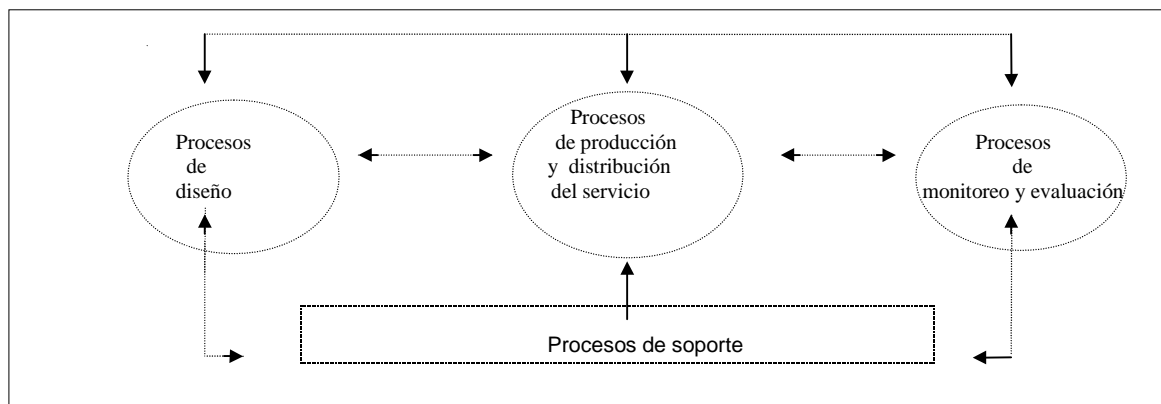 Procesos
de
diseño
Procesos
de producción
y distribución
del servicio
Procesos
de
monitoreo y evaluación
Procesos de soporte